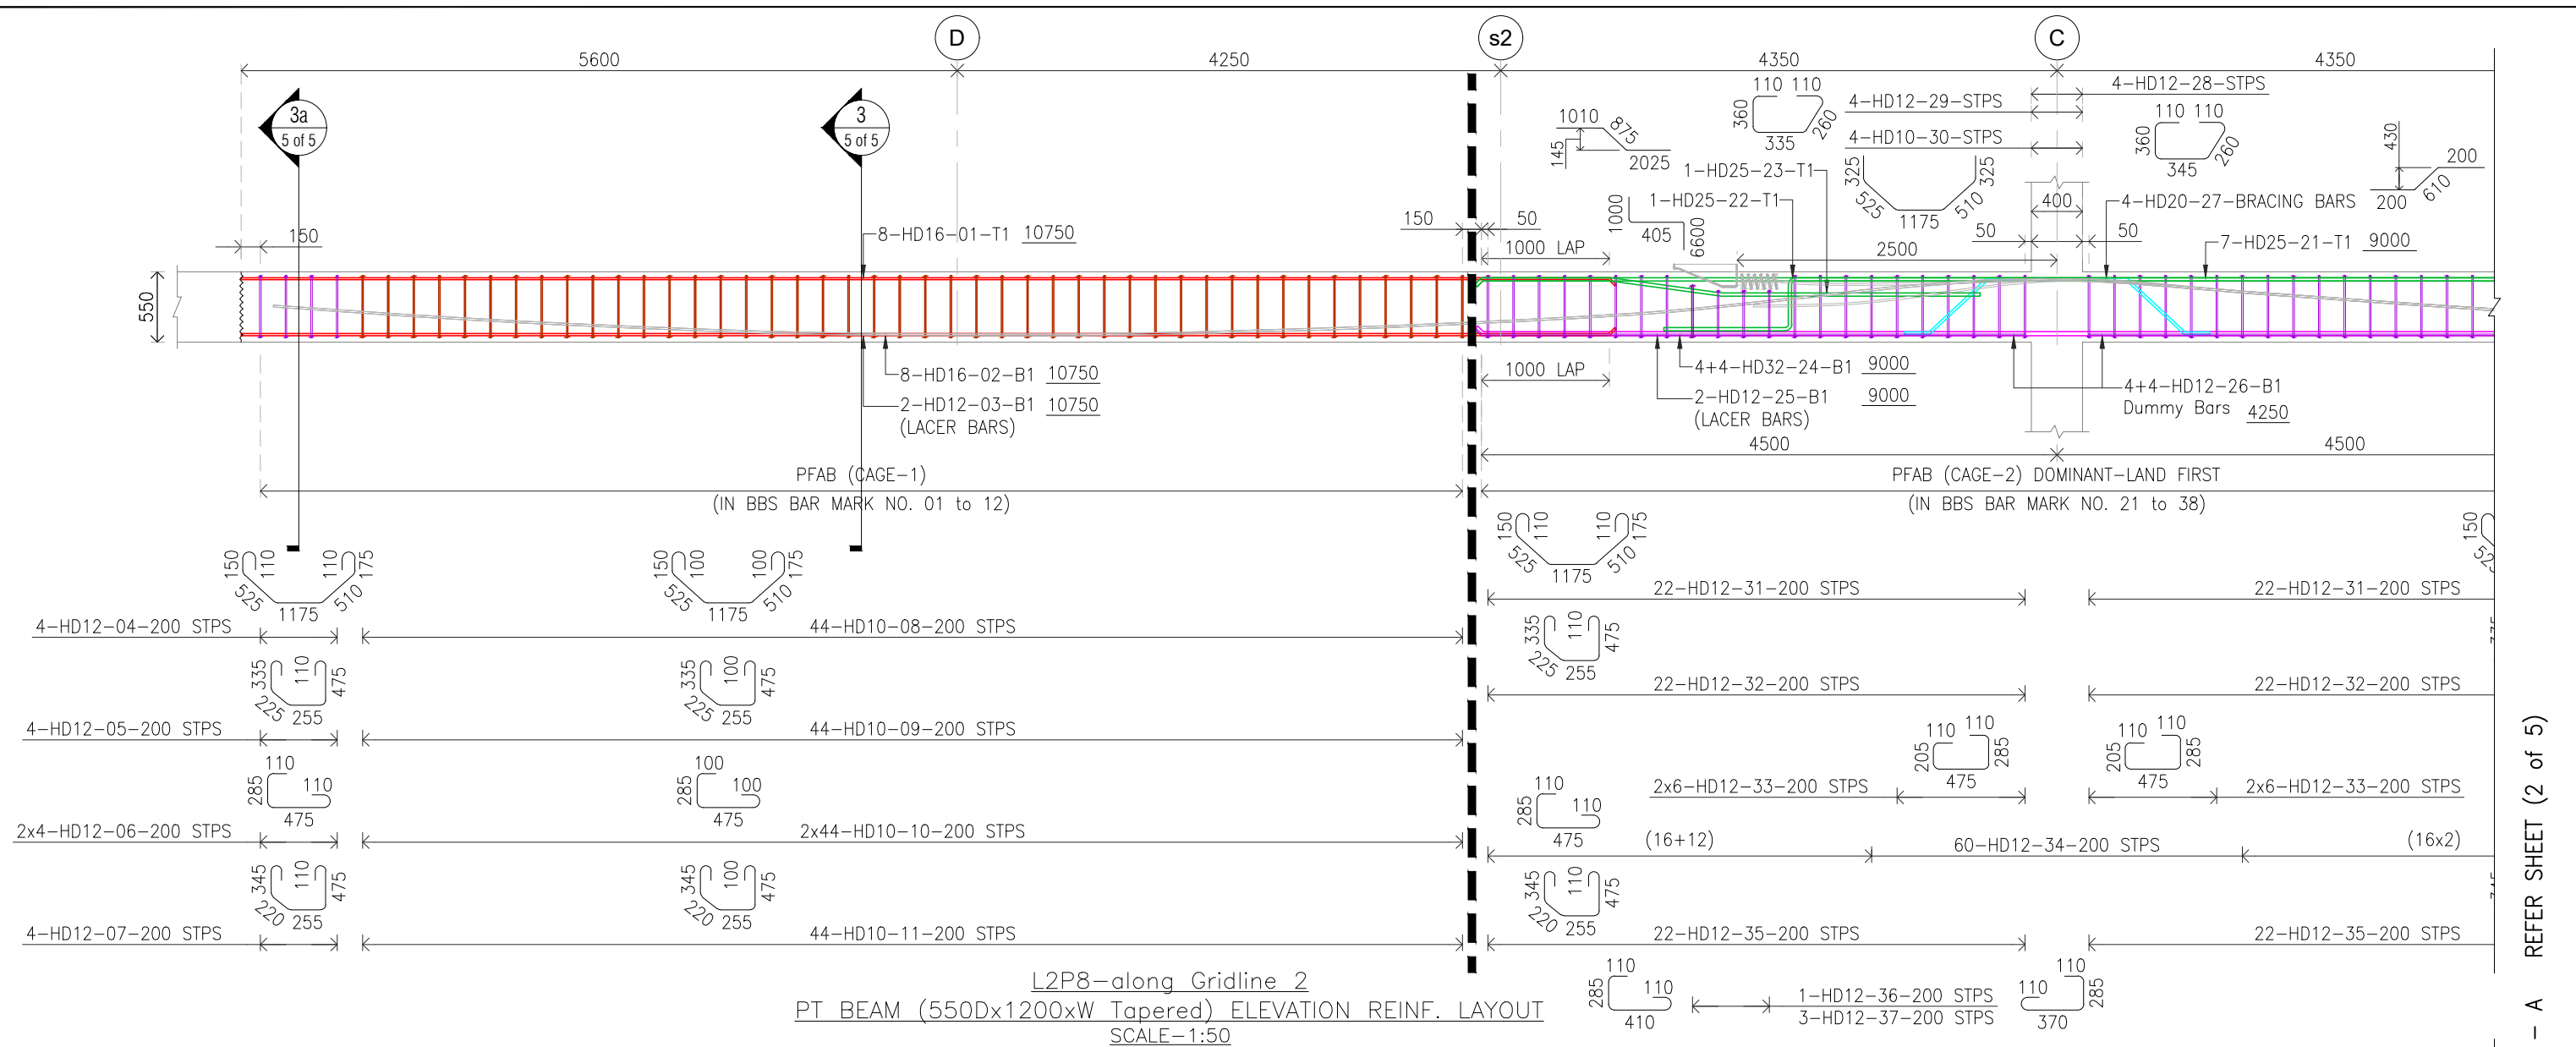 D
s2
C
5600
4250
4350
4350
3a
5 of 5
3
5 of 5
1010
875
145
2025
110 110
360
260
335
4-HD12-29-STPS
4-HD10-30-STPS
4-HD12-28-STPS
110 110
360
260
345
430
200
200
610
325
325
525
510
1175
1-HD25-23-T1
1-HD25-22-T1
1000
405
6600
4-HD20-27-BRACING BARS
400
50
50
7-HD25-21-T1 9000
2500
150
150
50
8-HD16-01-T1 10750
1000 LAP
550
8-HD16-02-B1 10750
2-HD12-03-B1 10750
(LACER BARS)
1000 LAP
4+4-HD32-24-B1 9000
2-HD12-25-B1 9000
(LACER BARS)
4+4-HD12-26-B1
Dummy Bars 4250
4500
4500
PFAB (CAGE-1)
(IN BBS BAR MARK NO. 01 to 12)
PFAB (CAGE-2) DOMINANT-LAND FIRST
(IN BBS BAR MARK NO. 21 to 38)
150
110
110
175
525
510
1175
150
100
100
175
525
510
1175
150
110
110
175
525
510
1175
150
4-HD12-04-200 STPS
44-HD10-08-200 STPS
22-HD12-31-200 STPS
22-HD12-31-200 STPS
335
110
475
225
255
335
100
475
225
255
335
110
475
225
255
4-HD12-05-200 STPS
44-HD10-09-200 STPS
22-HD12-32-200 STPS
22-HD12-32-200 STPS
110
285
110
475
100
285
100
475
110
285
110
475
110
110
205
285
475
110
110
205
285
475
2x4-HD12-06-200 STPS
2x44-HD10-10-200 STPS
2x6-HD12-33-200 STPS
2x6-HD12-33-200 STPS
(16+12)
60-HD12-34-200 STPS
(16x2)
345
110
475
220
255
345
100
475
220
255
345
110
475
220
255
4-HD12-07-200 STPS
44-HD10-11-200 STPS
22-HD12-35-200 STPS
22-HD12-35-200 STPS
L2P8-along Gridline 2
PT BEAM (550Dx1200xW Tapered) ELEVATION REINF. LAYOUT
SCALE-1:50
110
285
110
410
1-HD12-36-200 STPS
3-HD12-37-200 STPS
110
110
285
370
- A REFER SHEET (2 of 5)